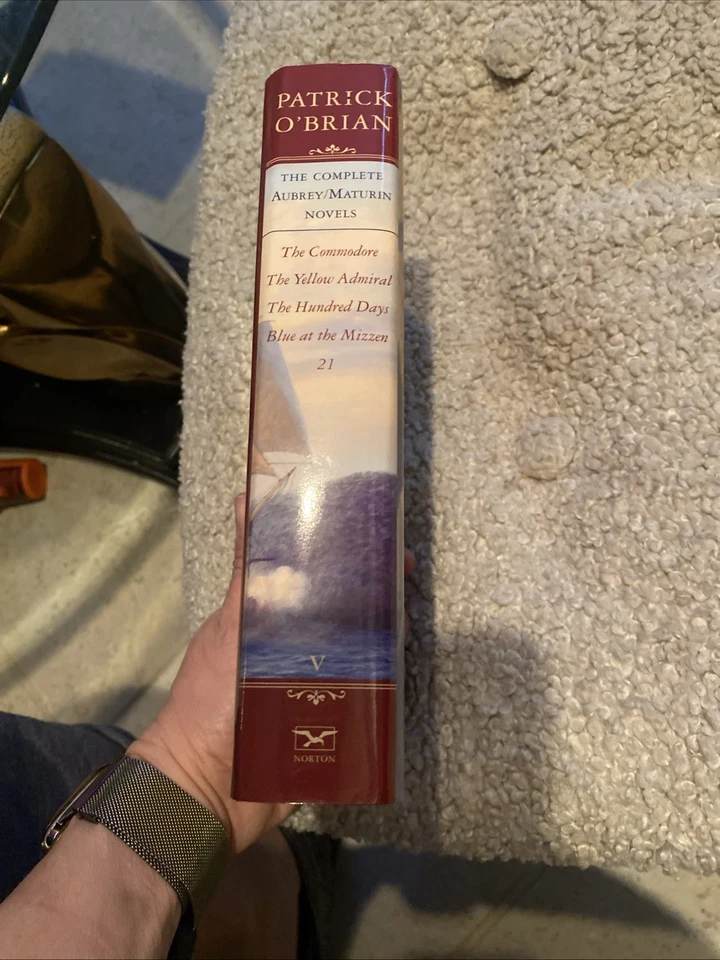 PATRICK
O'BRIAN
THE COMPLETE
AUBREY/MATURIN
NOVELS
The Commodore
The Yellow Admiral
The Hundred Days
Blue at the Mizzen
21
V
NORTON